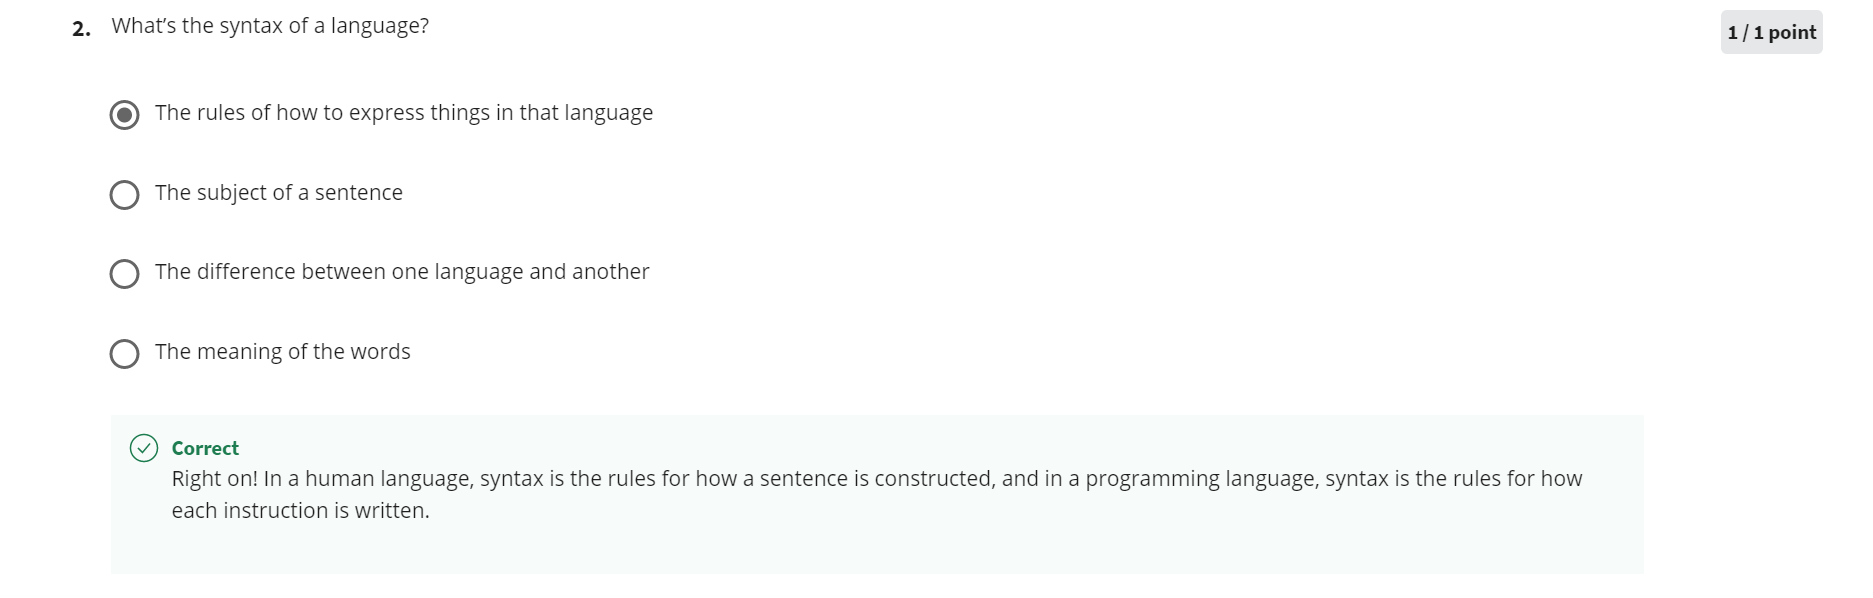 2. What’s the syntax of a language?
1 / 1 point
The rules of how to express things in that language
The subject of a sentence
The difference between one language and another
The meaning of the words
Correct
Right on! In a human language, syntax is the rules for how a sentence is constructed, and in a programming language, syntax is the rules for how
each instruction is written.